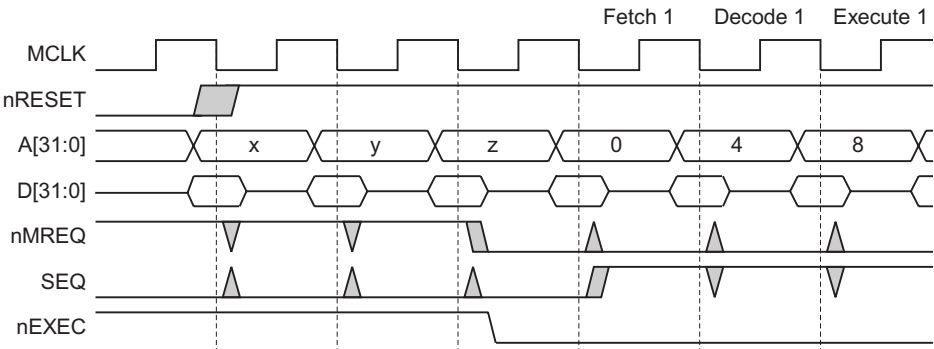 Fetch 1 Decode 1 Execute 1
MCLK
nRESET
A[31:0] x y z 0 4 8
D[31:0]
nMREQ
SEQ
nEXEC